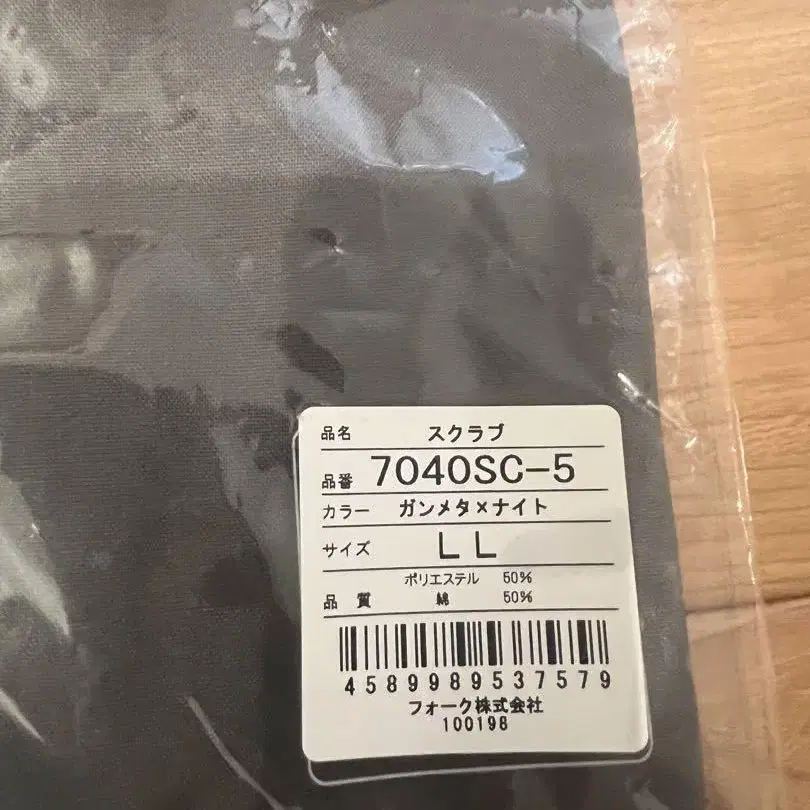 品名 スクラブ
品番 7040SC-5
カラー ガンメタ×ナイト
サイズ LL
ポリエステル 50%
品質 綿 50%
4589989537579
フォーク株式会社
100198